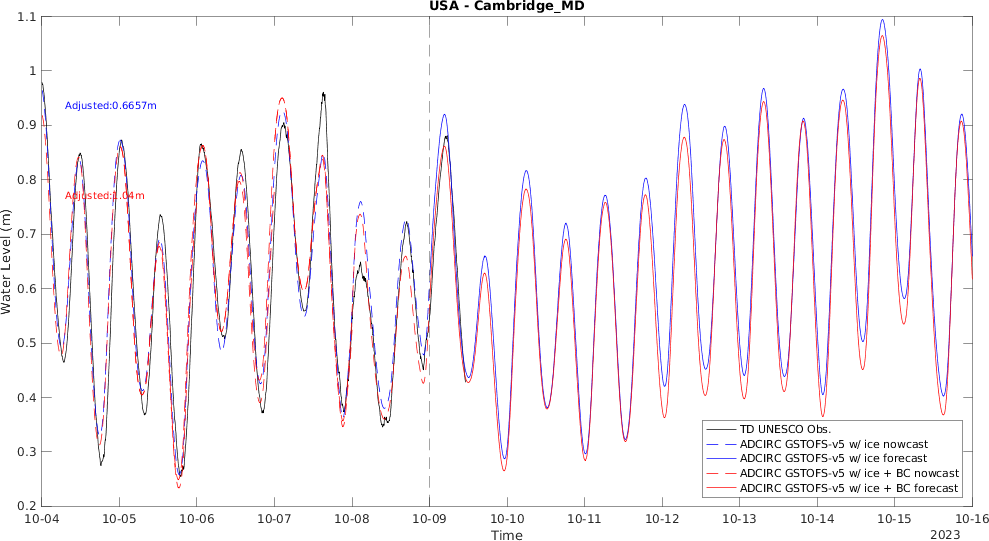 USA - Cambridge_MD
1.1
1
0.9
0.8
0.7
0.6
0.5
0.4
0.3
0.2
Water Level (m)
Adjusted:0.6657m
Adjusted:1.04m
TD UNESCO Obs.
ADCIRC GSTOFS-v5 w/ ice nowcast
ADCIRC GSTOFS-v5 w/ ice forecast
ADCIRC GSTOFS-v5 w/ ice + BC nowcast
ADCIRC GSTOFS-v5 w/ ice + BC forecast
10-04 10-05 10-06 10-07 10-08 10-09 10-10 10-11 10-12 10-13 10-14 10-15 10-16
Time
2023